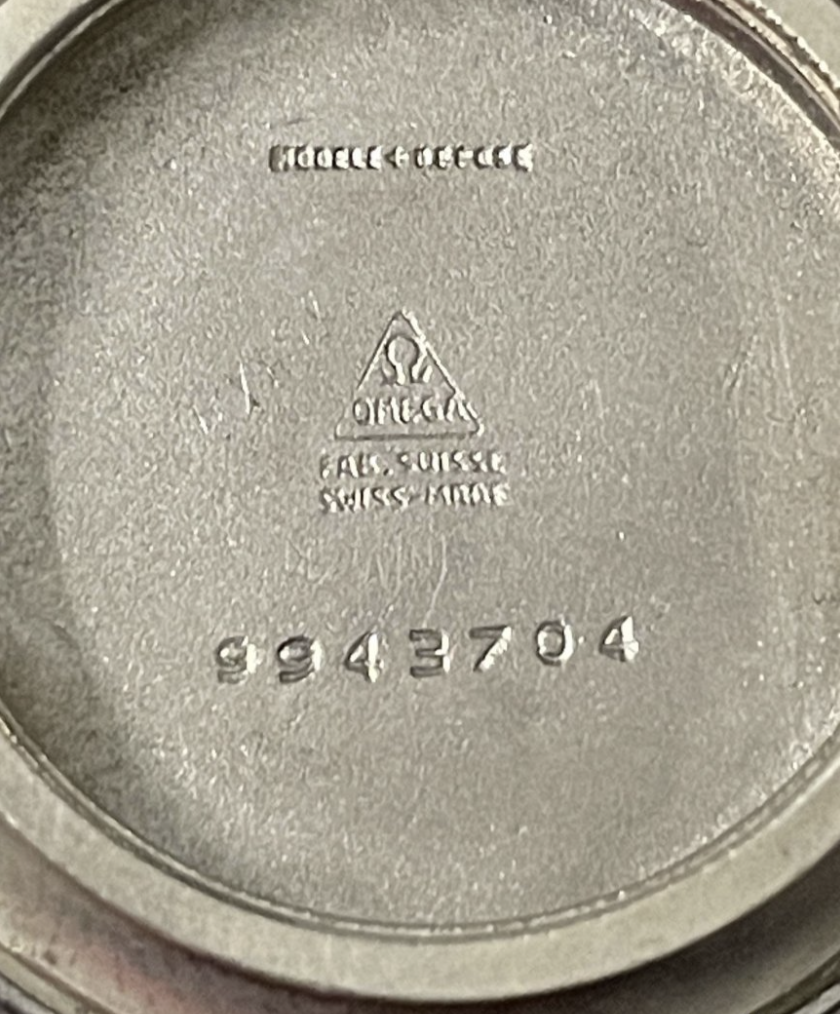 MODELE✦DEPOSE
Ω
OMEGA
FAB. SUISSE
SWISS-MADE
9943704